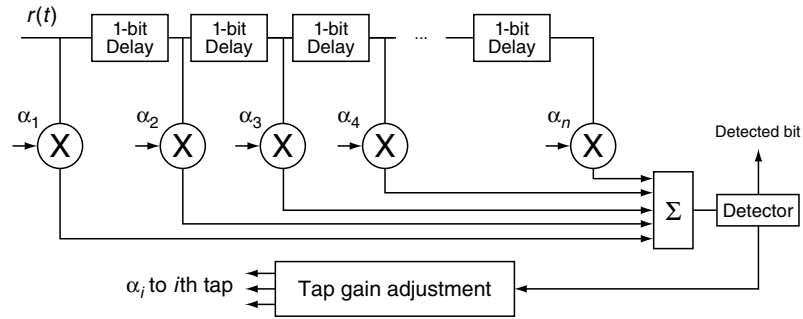 r(t)
1-bit
Delay
1-bit
Delay
1-bit
Delay
...
1-bit
Delay
α1
α2
α3
α4
αn
X
X
X
X
X
Detected bit
Σ
Detector
αi to ith tap
Tap gain adjustment